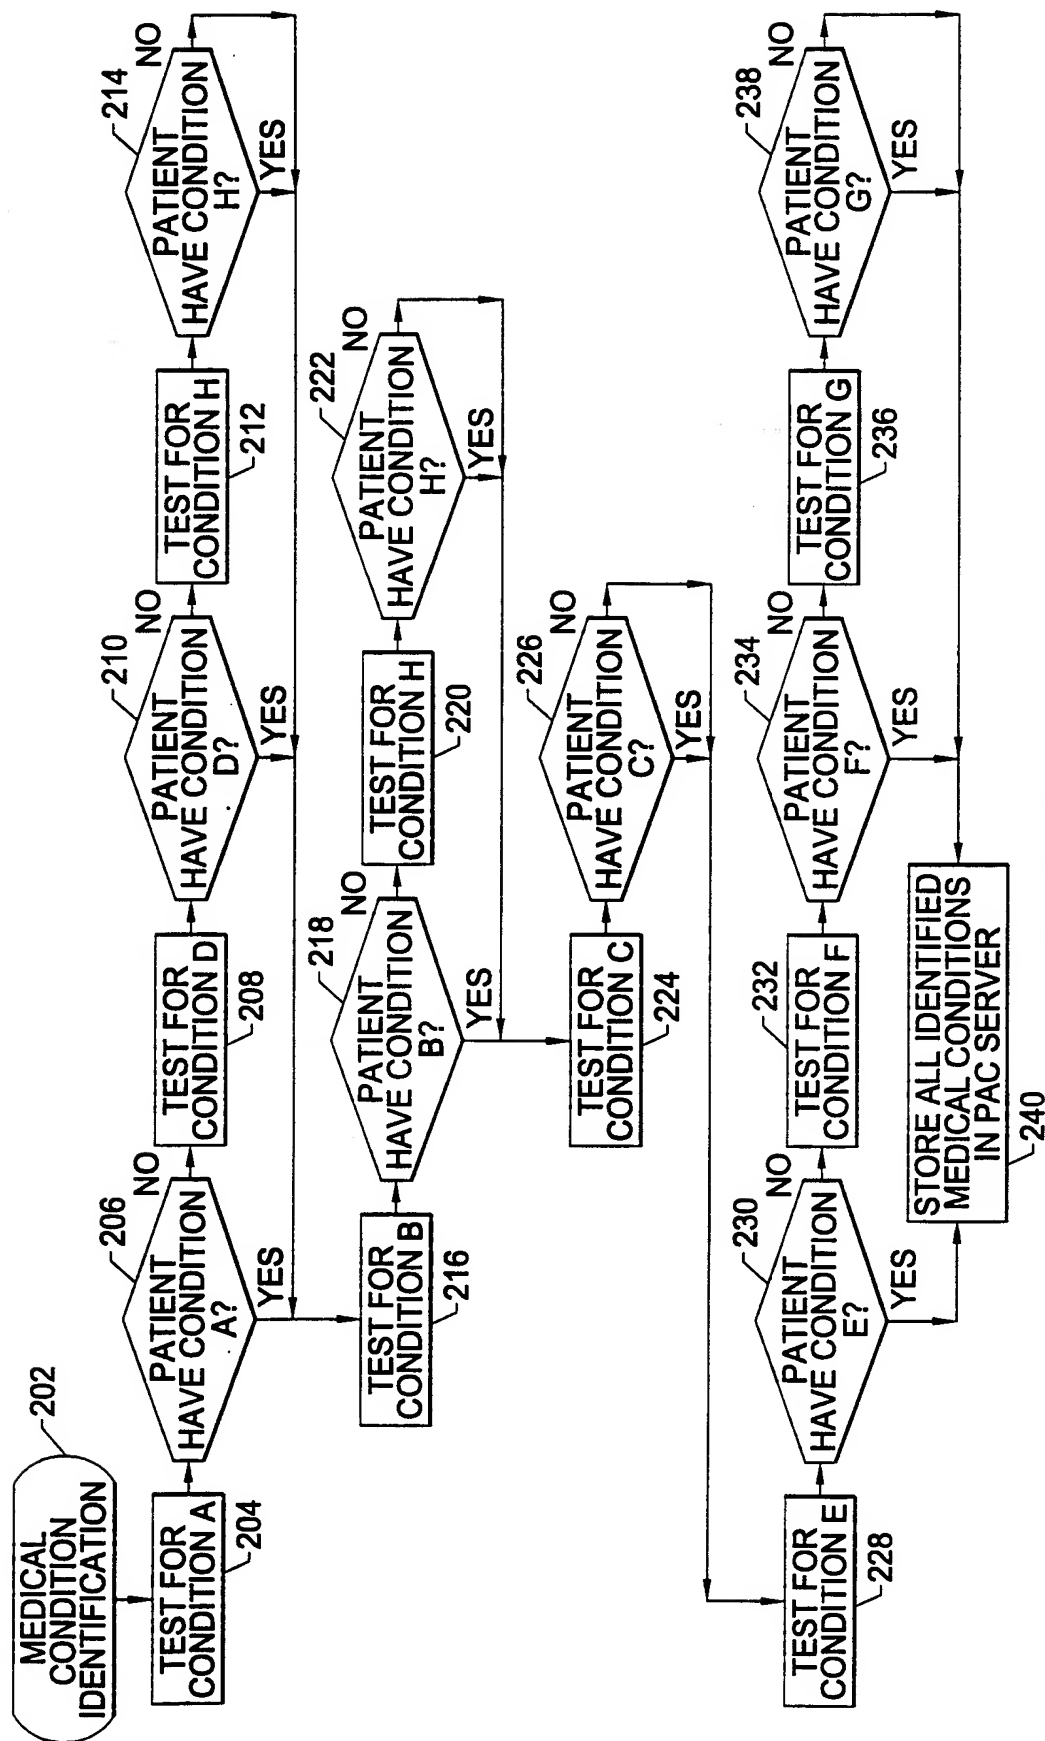 MEDICAL
CONDITION
IDENTIFICATION
202
TEST FOR
CONDITION A
204
PATIENT
HAVE CONDITION
A?
206
NO
YES
TEST FOR
CONDITION D
208
PATIENT
HAVE CONDITION
D?
210
NO
YES
TEST FOR
CONDITION H
212
PATIENT
HAVE CONDITION
H?
214
NO
YES
TEST FOR
CONDITION B
216
PATIENT
HAVE CONDITION
B?
218
NO
YES
TEST FOR
CONDITION H
220
PATIENT
HAVE CONDITION
H?
222
NO
YES
TEST FOR
CONDITION C
224
PATIENT
HAVE CONDITION
C?
226
NO
YES
TEST FOR
CONDITION E
228
PATIENT
HAVE CONDITION
E?
230
NO
YES
TEST FOR
CONDITION F
232
PATIENT
HAVE CONDITION
F?
234
NO
YES
TEST FOR
CONDITION G
236
PATIENT
HAVE CONDITION
G?
238
NO
YES
STORE ALL IDENTIFIED
MEDICAL CONDITIONS
IN PAC SERVER
240